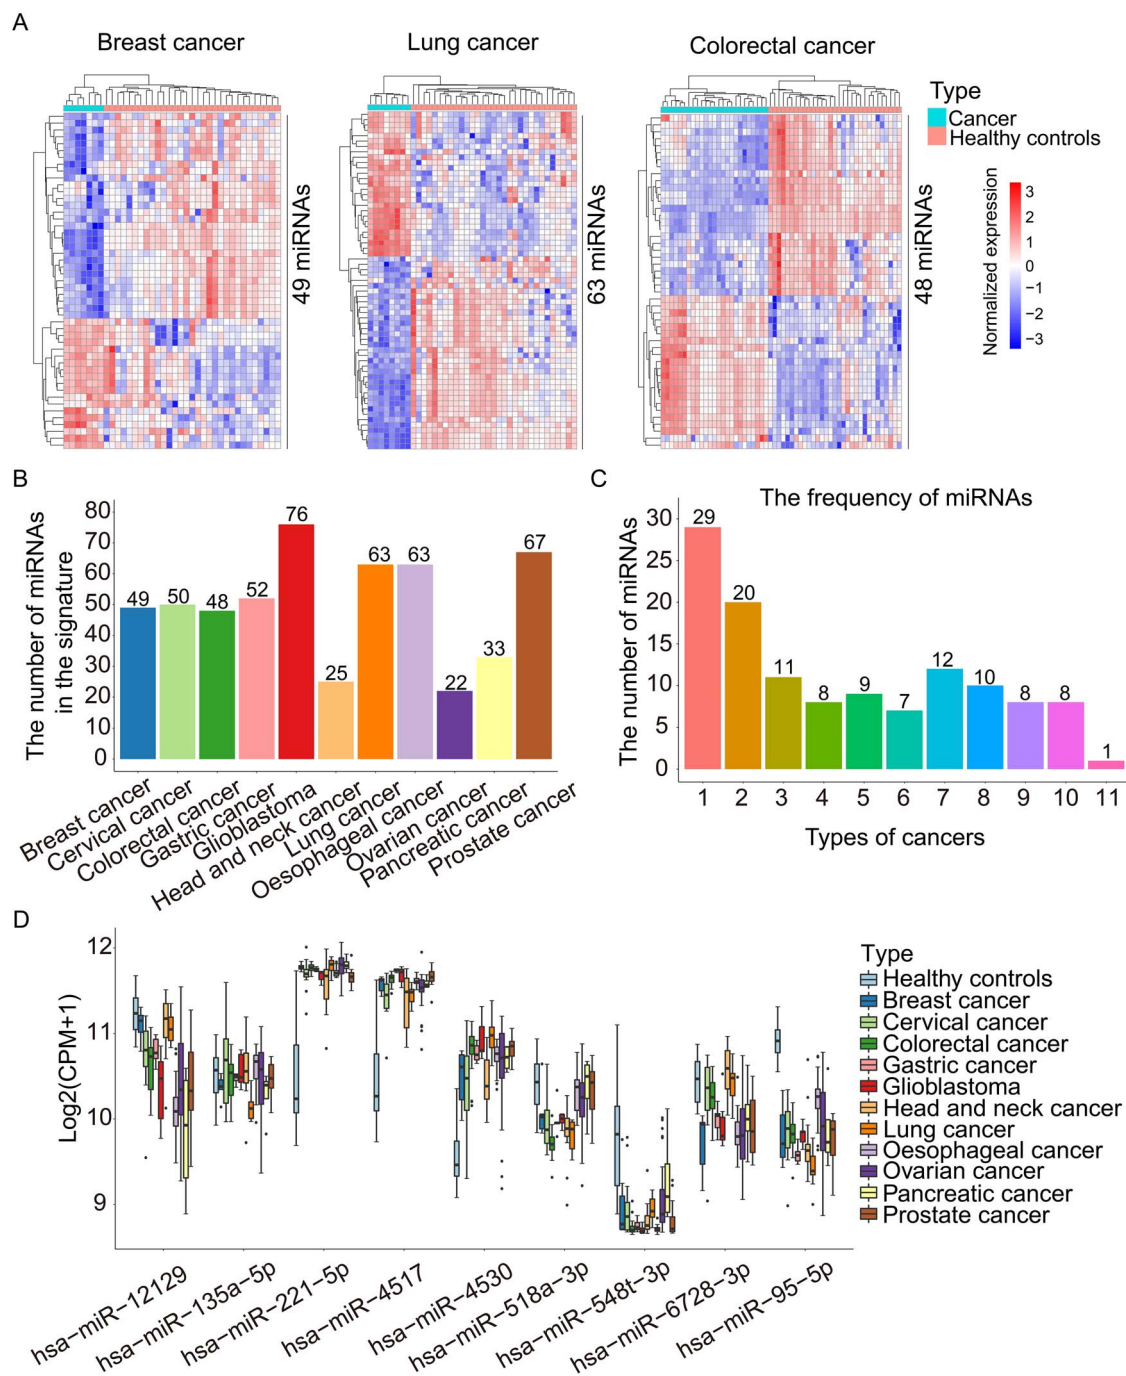 A
Breast cancer
Lung cancer
Colorectal cancer
Type
Cancer
Healthy controls
49 miRNAs
63 miRNAs
48 miRNAs
Normalized expression
3
2
1
0
−1
−2
−3
B
The number of miRNAs
in the signature
80
70
60
50
40
30
20
10
0
49
50
48
52
76
25
63
63
22
33
67
Breast cancer
Cervical cancer
Colorectal cancer
Gastric cancer
Glioblastoma
Head and neck cancer
Lung cancer
Oesophageal cancer
Ovarian cancer
Pancreatic cancer
Prostate cancer
C
The frequency of miRNAs
The number of miRNAs
30
25
20
15
10
5
0
29
20
11
8
9
7
12
10
8
8
1
1 2 3 4 5 6 7 8 9 10 11
Types of cancers
D
Log2(CPM+1)
12
11
10
9
hsa−miR−12129
hsa−miR−135a−5p
hsa−miR−221−5p
hsa−miR−4517
hsa−miR−4530
hsa−miR−518a−3p
hsa−miR−548t−3p
hsa−miR−6728−3p
hsa−miR−95−5p
Type
Healthy controls
Breast cancer
Cervical cancer
Colorectal cancer
Gastric cancer
Glioblastoma
Head and neck cancer
Lung cancer
Oesophageal cancer
Ovarian cancer
Pancreatic cancer
Prostate cancer